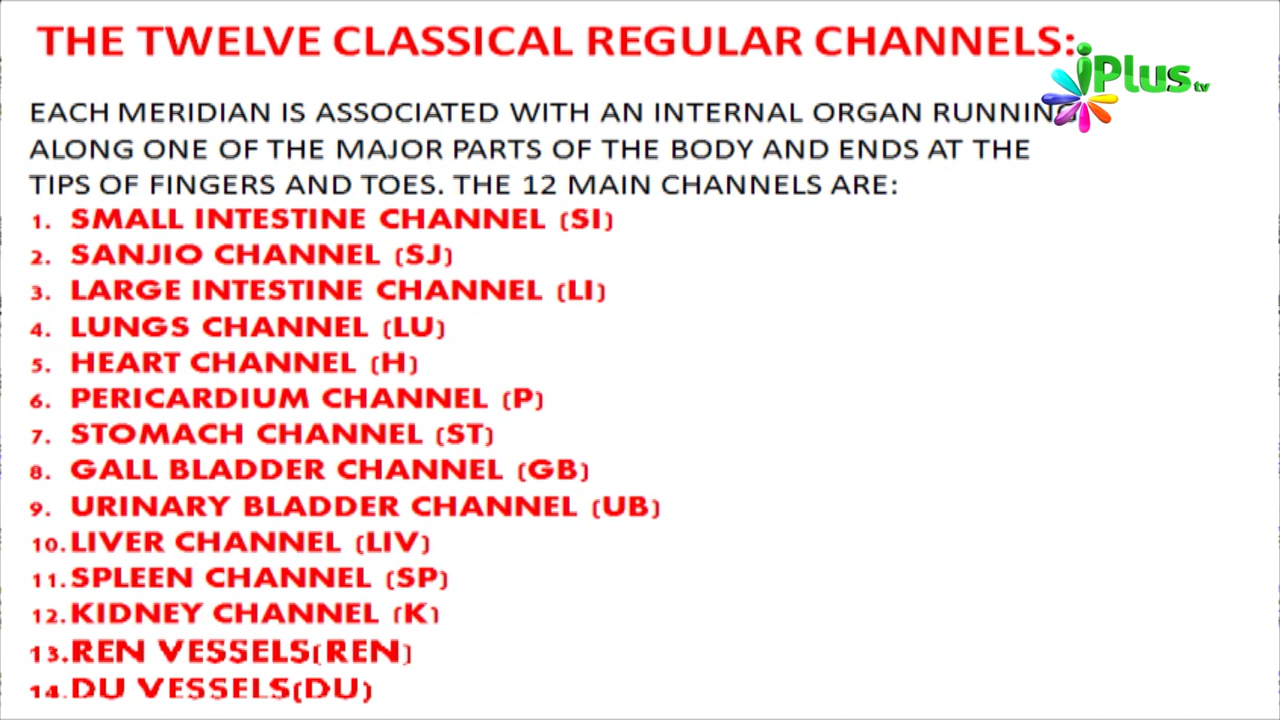 THE TWELVE CLASSICAL REGULAR CHANNELS:
iPlus tv
EACH MERIDIAN IS ASSOCIATED WITH AN INTERNAL ORGAN RUNNING
ALONG ONE OF THE MAJOR PARTS OF THE BODY AND ENDS AT THE
TIPS OF FINGERS AND TOES. THE 12 MAIN CHANNELS ARE:
1. SMALL INTESTINE CHANNEL (SI)
2. SANJIO CHANNEL (SJ)
3. LARGE INTESTINE CHANNEL (LI)
4. LUNGS CHANNEL (LU)
5. HEART CHANNEL (H)
6. PERICARDIUM CHANNEL (P)
7. STOMACH CHANNEL (ST)
8. GALL BLADDER CHANNEL (GB)
9. URINARY BLADDER CHANNEL (UB)
10. LIVER CHANNEL (LIV)
11. SPLEEN CHANNEL (SP)
12. KIDNEY CHANNEL (K)
13. REN VESSELS(REN)
14. DU VESSELS(DU)